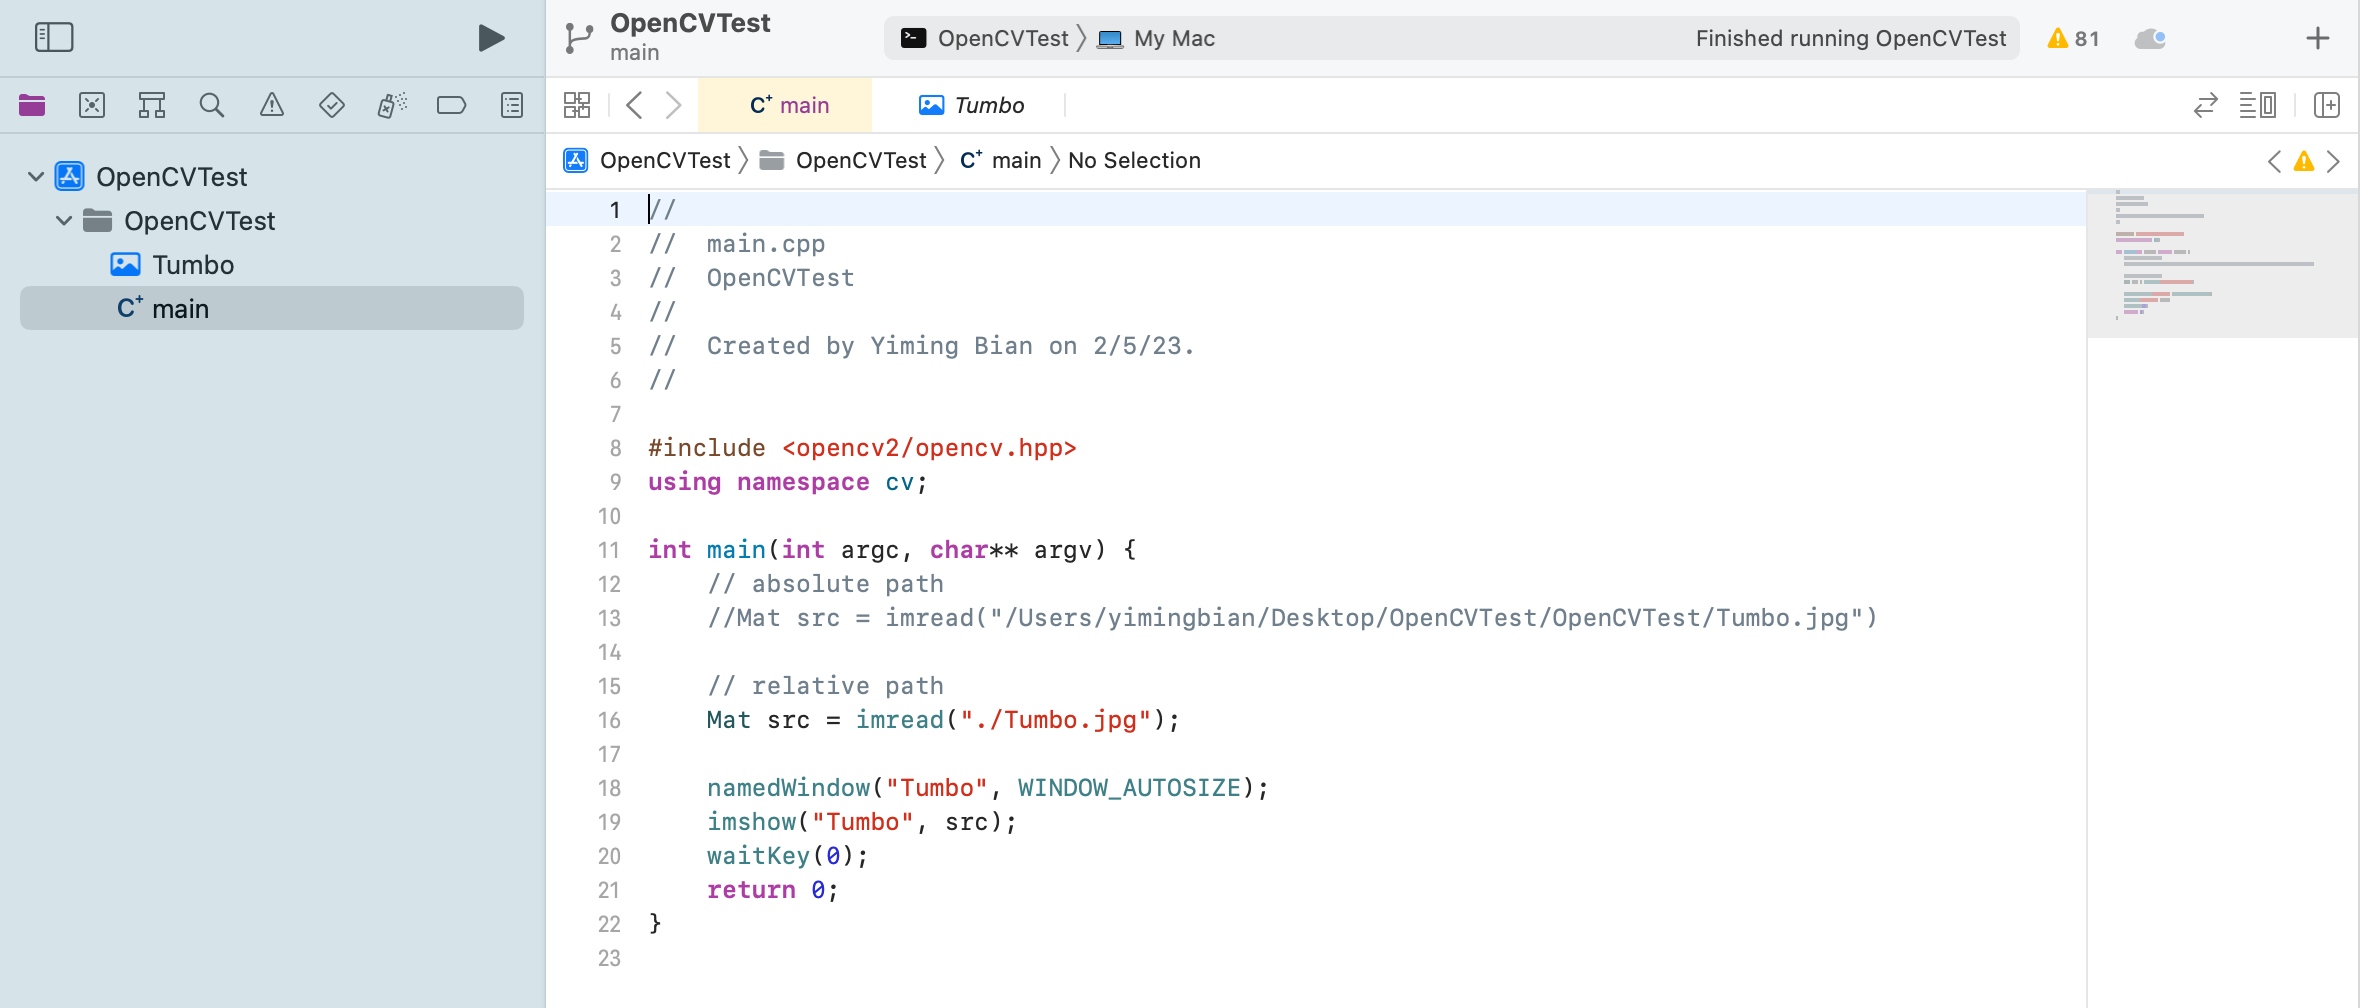 OpenCVTest
main
OpenCVTest
My Mac
Finished running OpenCVTest
81
C+ main
Tumbo
OpenCVTest
OpenCVTest
C+ main
No Selection
OpenCVTest
OpenCVTest
Tumbo
C+ main
1 //
2 //  main.cpp
3 //  OpenCVTest
4 //
5 //  Created by Yiming Bian on 2/5/23.
6 //
7
8 #include <opencv2/opencv.hpp>
9 using namespace cv;
10
11 int main(int argc, char** argv) {
12     // absolute path
13     //Mat src = imread("/Users/yimingbian/Desktop/OpenCVTest/OpenCVTest/Tumbo.jpg")
14
15     // relative path
16     Mat src = imread("./Tumbo.jpg");
17
18     namedWindow("Tumbo", WINDOW_AUTOSIZE);
19     imshow("Tumbo", src);
20     waitKey(0);
21     return 0;
22 }
23